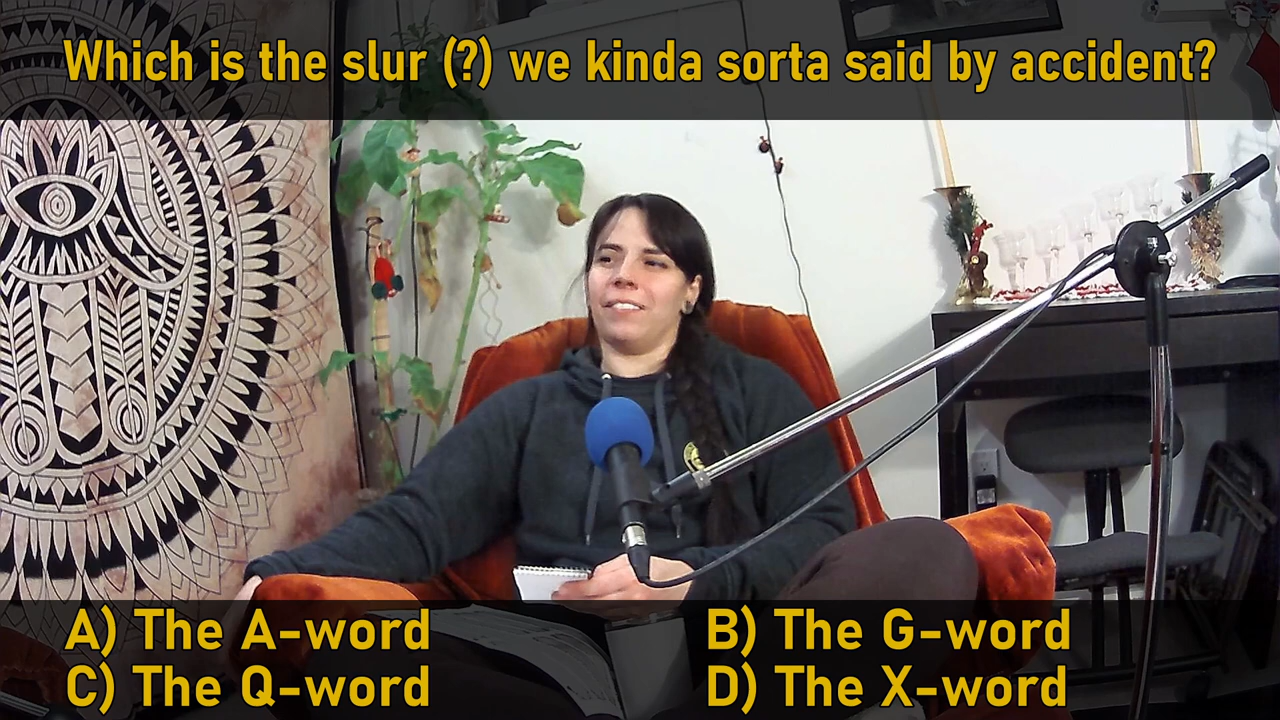 Which is the slur (?) we kinda sorta said by accident?
A) The A-word
B) The G-word
C) The Q-word
D) The X-word